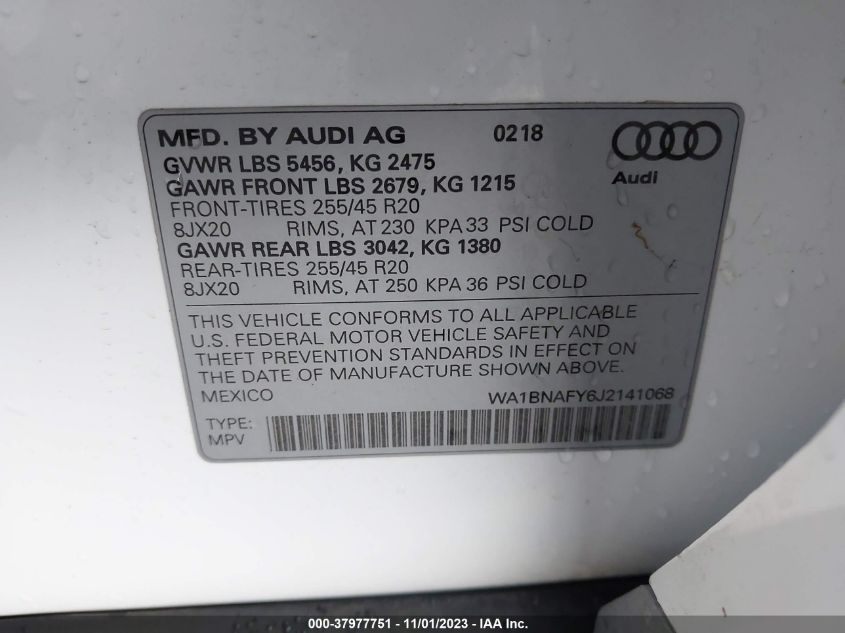 MFD. BY AUDI AG 0218
GVWR LBS 5456, KG 2475
GAWR FRONT LBS 2679, KG 1215
Audi
FRONT-TIRES 255/45 R20
8JX20 RIMS, AT 230 KPA 33 PSI COLD
GAWR REAR LBS 3042, KG 1380
REAR-TIRES 255/45 R20
8JX20 RIMS, AT 250 KPA 36 PSI COLD
THIS VEHICLE CONFORMS TO ALL APPLICABLE
U.S. FEDERAL MOTOR VEHICLE SAFETY AND
THEFT PREVENTION STANDARDS IN EFFECT ON
THE DATE OF MANUFACTURE SHOWN ABOVE.
MEXICO WA1BNAFY6J2141068
TYPE:
MPV
000-37977751 - 11/01/2023 - IAA Inc.